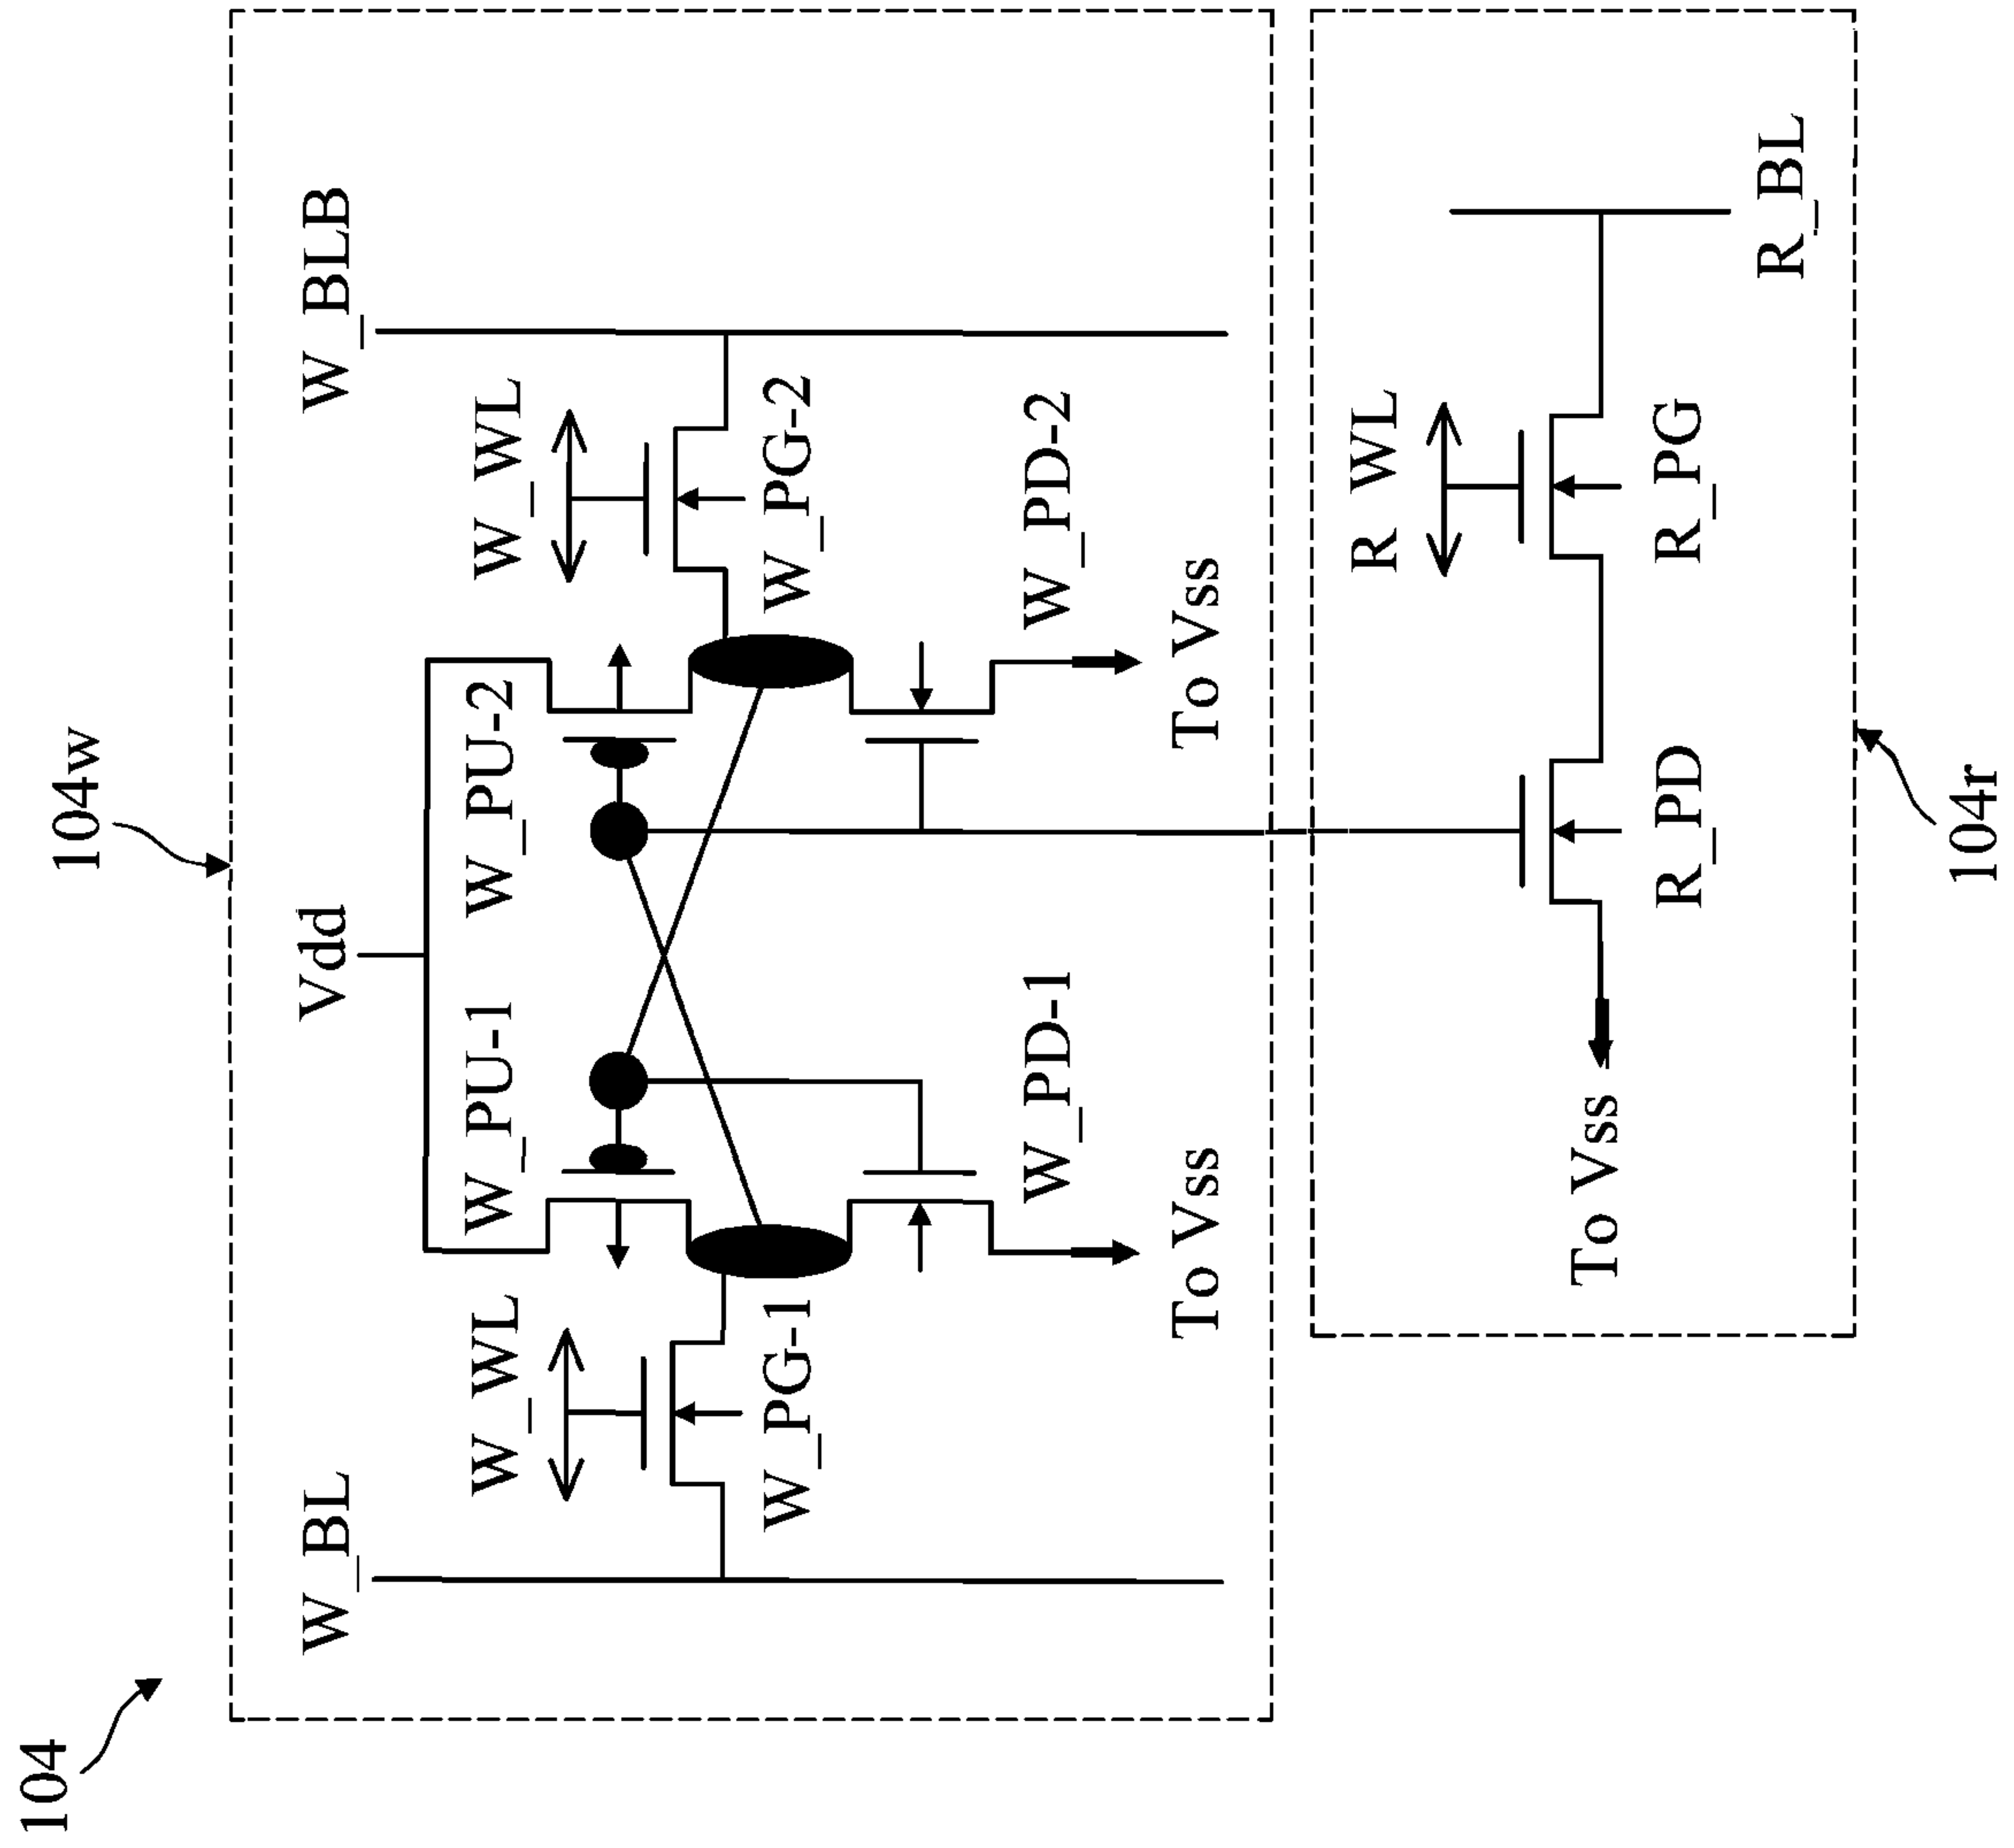 104
104w
Vdd
W_BL
W_BLB
W_WL
W_PU-1
W_PU-2
W_WL
W_PG-1
W_PG-2
W_PD-1
W_PD-2
To Vss
To Vss
R_WL
To Vss
R_PD
R_PG
R_BL
104r